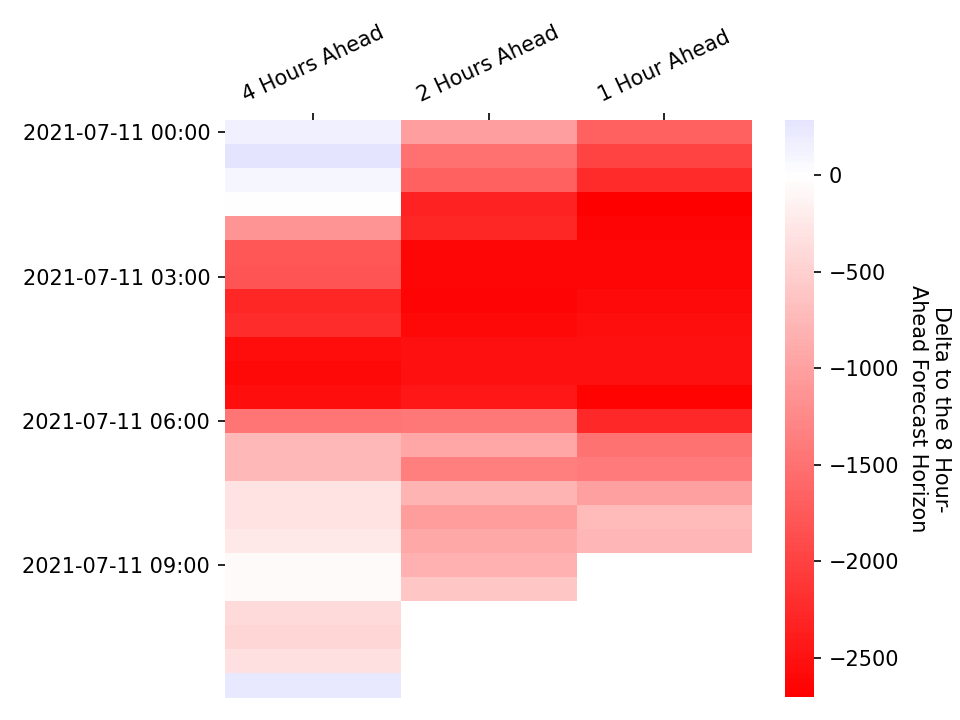 4 Hours Ahead
2 Hours Ahead
1 Hour Ahead
2021-07-11 00:00
2021-07-11 03:00
2021-07-11 06:00
2021-07-11 09:00
0
−500
−1000
−1500
−2000
−2500
Delta to the 8 Hour-
Ahead Forecast Horizon